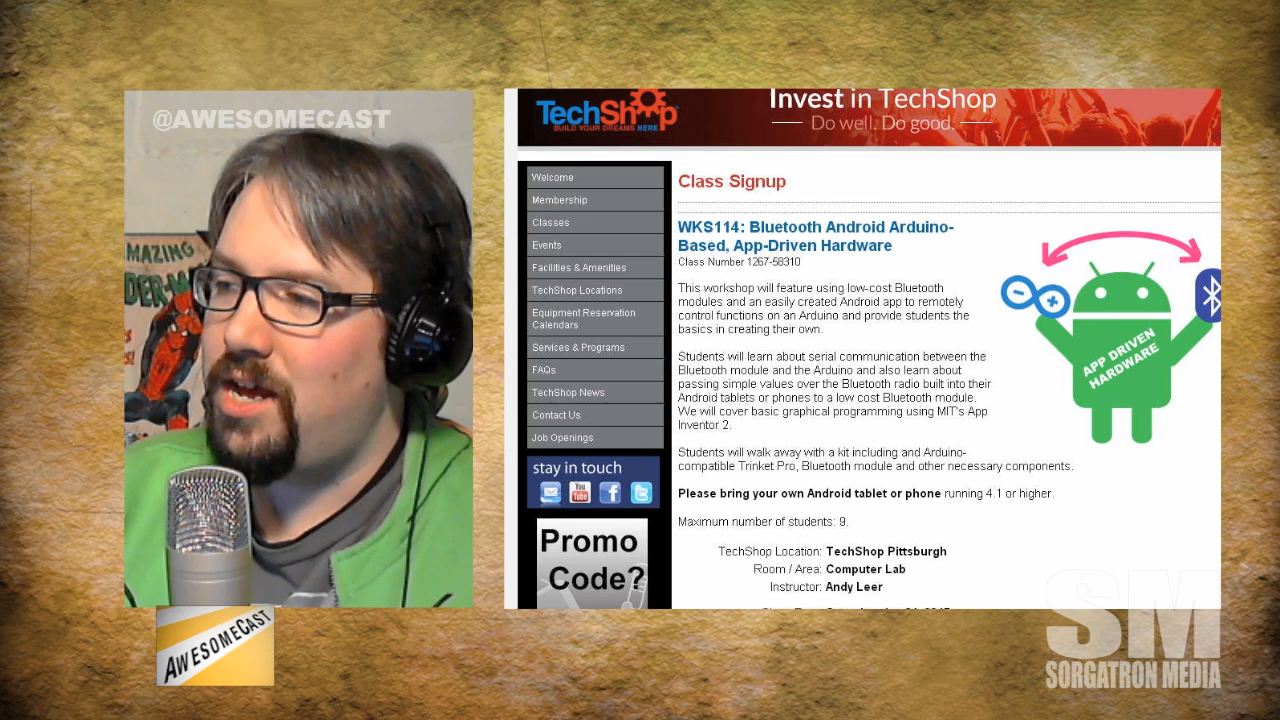 @AWESOMECAST
AMAZING
TechShop
BUILD YOUR DREAMS HERE
Invest in TechShop
Do well. Do good.
Welcome
Membership
Classes
Events
Facilities & Amenities
TechShop Locations
Equipment Reservation
Calendars
Services & Programs
FAQs
TechShop News
Contact Us
Job Openings
stay in touch
You
Tube
Promo
Code?
Class Signup
WKS114: Bluetooth Android Arduino-
Based, App-Driven Hardware
Class Number 1267-58310
This workshop will feature using low-cost Bluetooth
modules and an easily created Android app to remotely
control functions on an Arduino and provide students the
basics in creating their own.
Students will learn about serial communication between the
Bluetooth module and the Arduino and also learn about
passing simple values over the Bluetooth radio built into their
Android tablets or phones to a low cost Bluetooth module.
We will cover basic graphical programming using MIT's App
Inventor 2.
Students will walk away with a kit including and Arduino-
compatible Trinket Pro, Bluetooth module and other necessary components.
Please bring your own Android tablet or phone running 4.1 or higher.
Maximum number of students: 9.
TechShop Location: TechShop Pittsburgh
Room / Area: Computer Lab
Instructor: Andy Leer
APP DRIVEN
HARDWARE
AWESOMECAST
SM
SORGATRON MEDIA